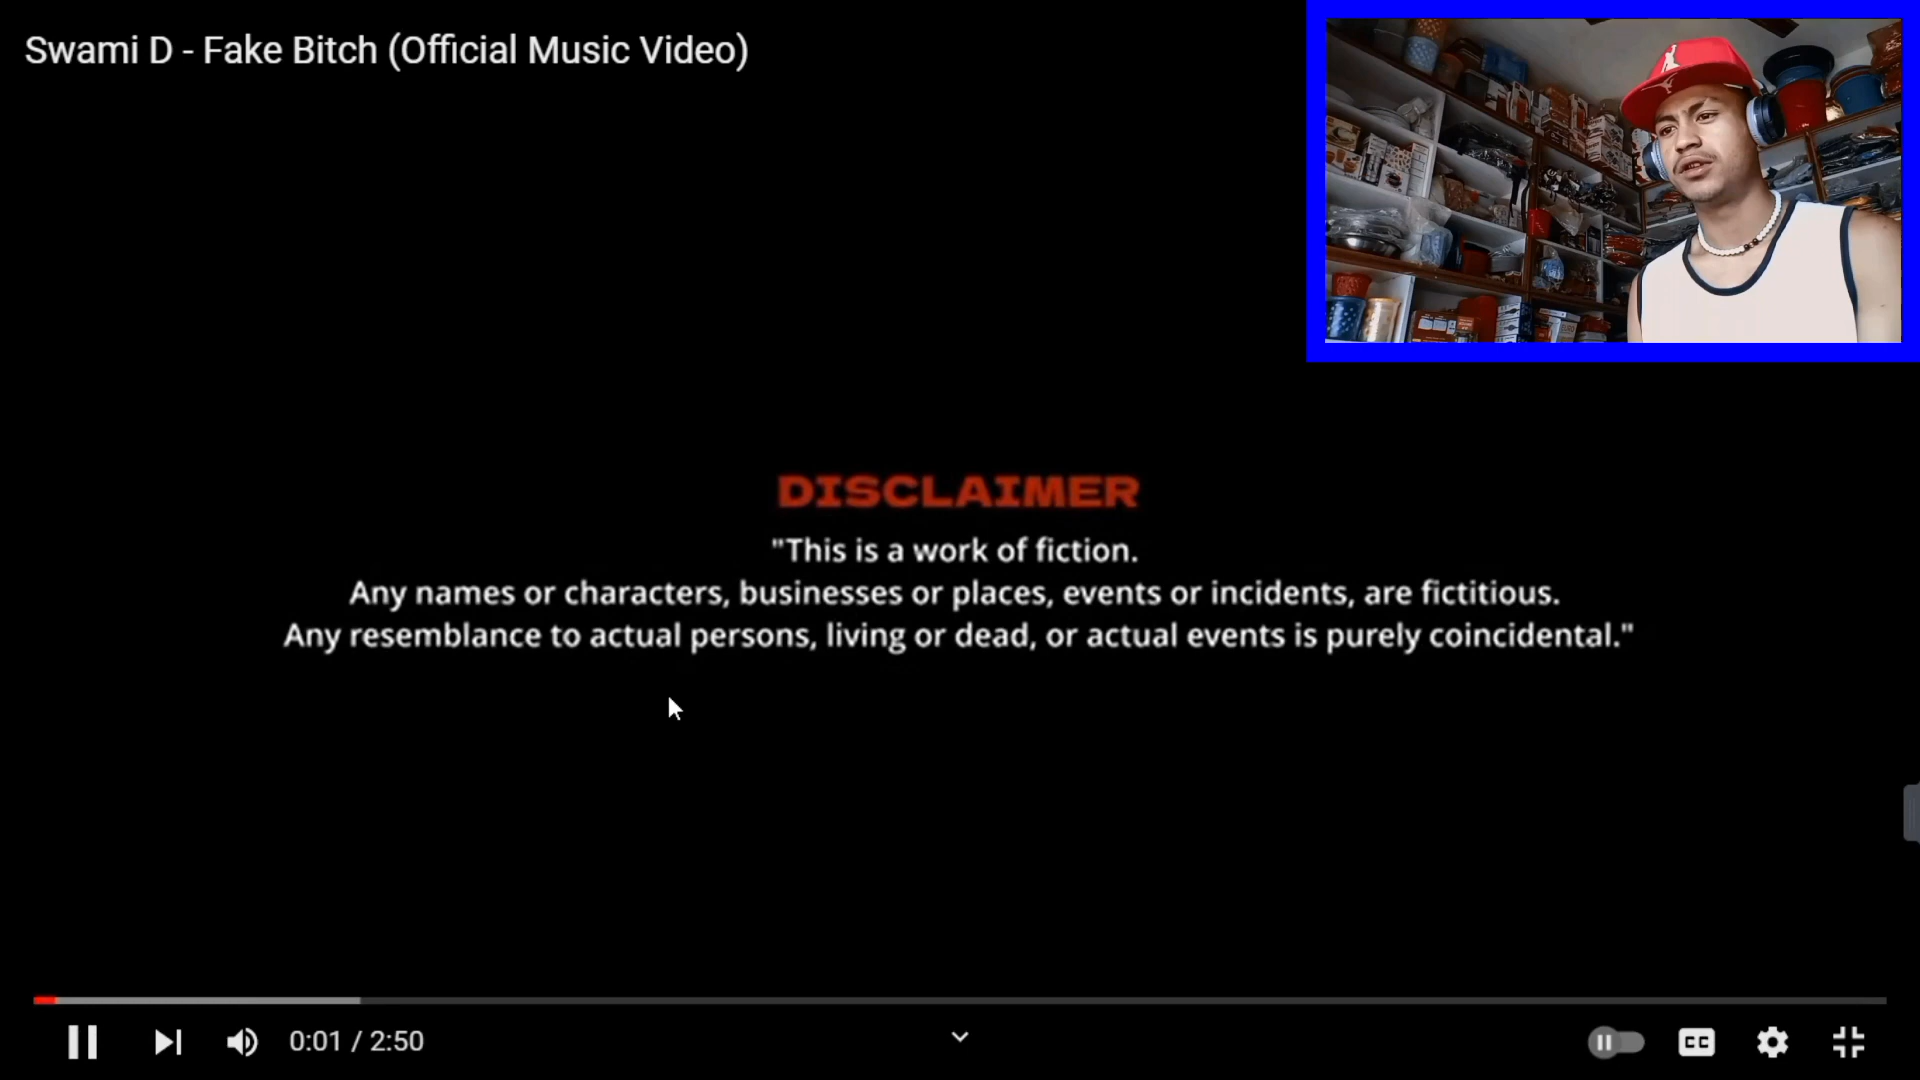 Swami D - Fake Bitch (Official Music Video)
DISCLAIMER
"This is a work of fiction.
Any names or characters, businesses or places, events or incidents, are fictitious.
Any resemblance to actual persons, living or dead, or actual events is purely coincidental."
0:01 / 2:50
CC